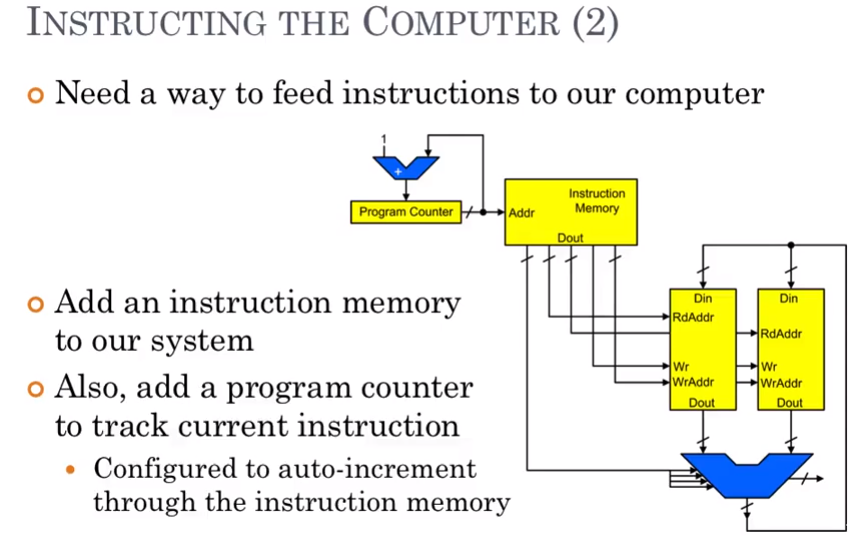 INSTRUCTING THE COMPUTER (2)
Need a way to feed instructions to our computer
1
+
Program Counter
Addr
Instruction
Memory
Dout
Add an instruction memory
to our system
Also, add a program counter
to track current instruction
Configured to auto-increment
through the instruction memory
Din
RdAddr
Wr
WrAddr
Dout
Din
RdAddr
Wr
WrAddr
Dout